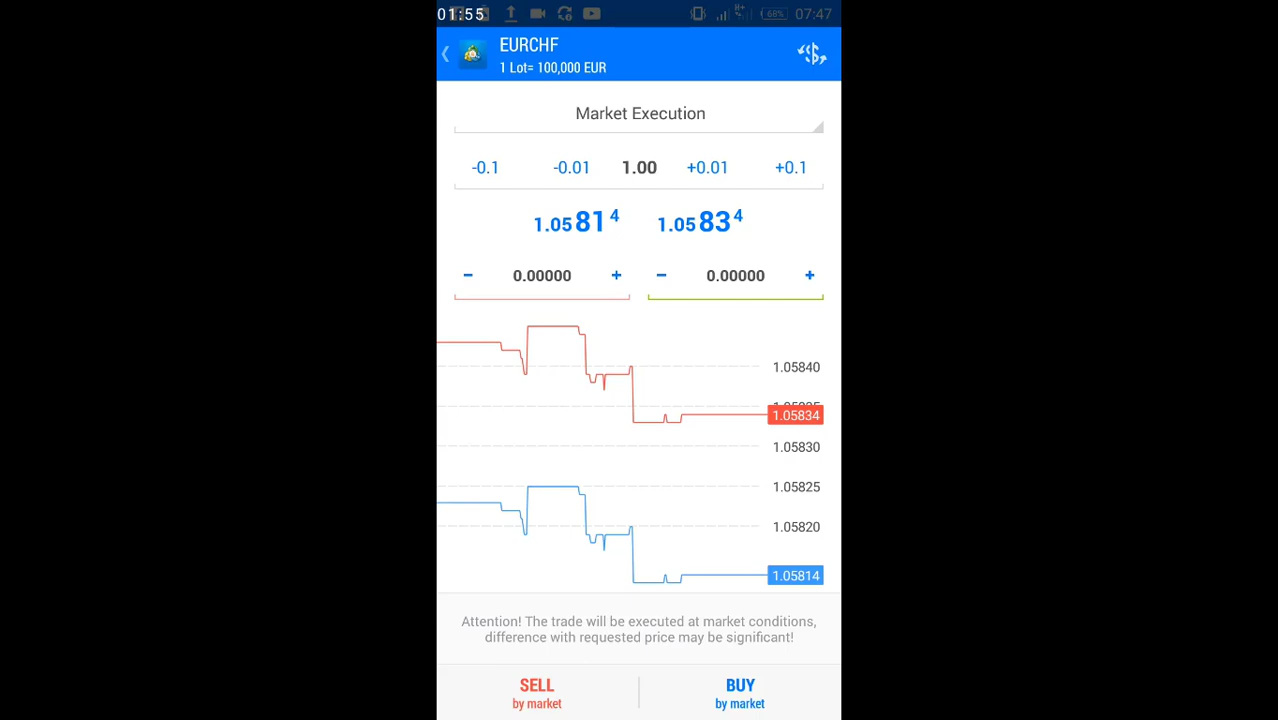 01:55 68% 07:47
EURCHF
1 Lot= 100,000 EUR
Market Execution
-0.1 -0.01 1.00 +0.01 +0.1
1.05814 1.05834
- 0.00000 + - 0.00000 +
1.05840
1.05834
1.05830
1.05825
1.05820
1.05814
Attention! The trade will be executed at market conditions,
difference with requested price may be significant!
SELL BUY
by market by market